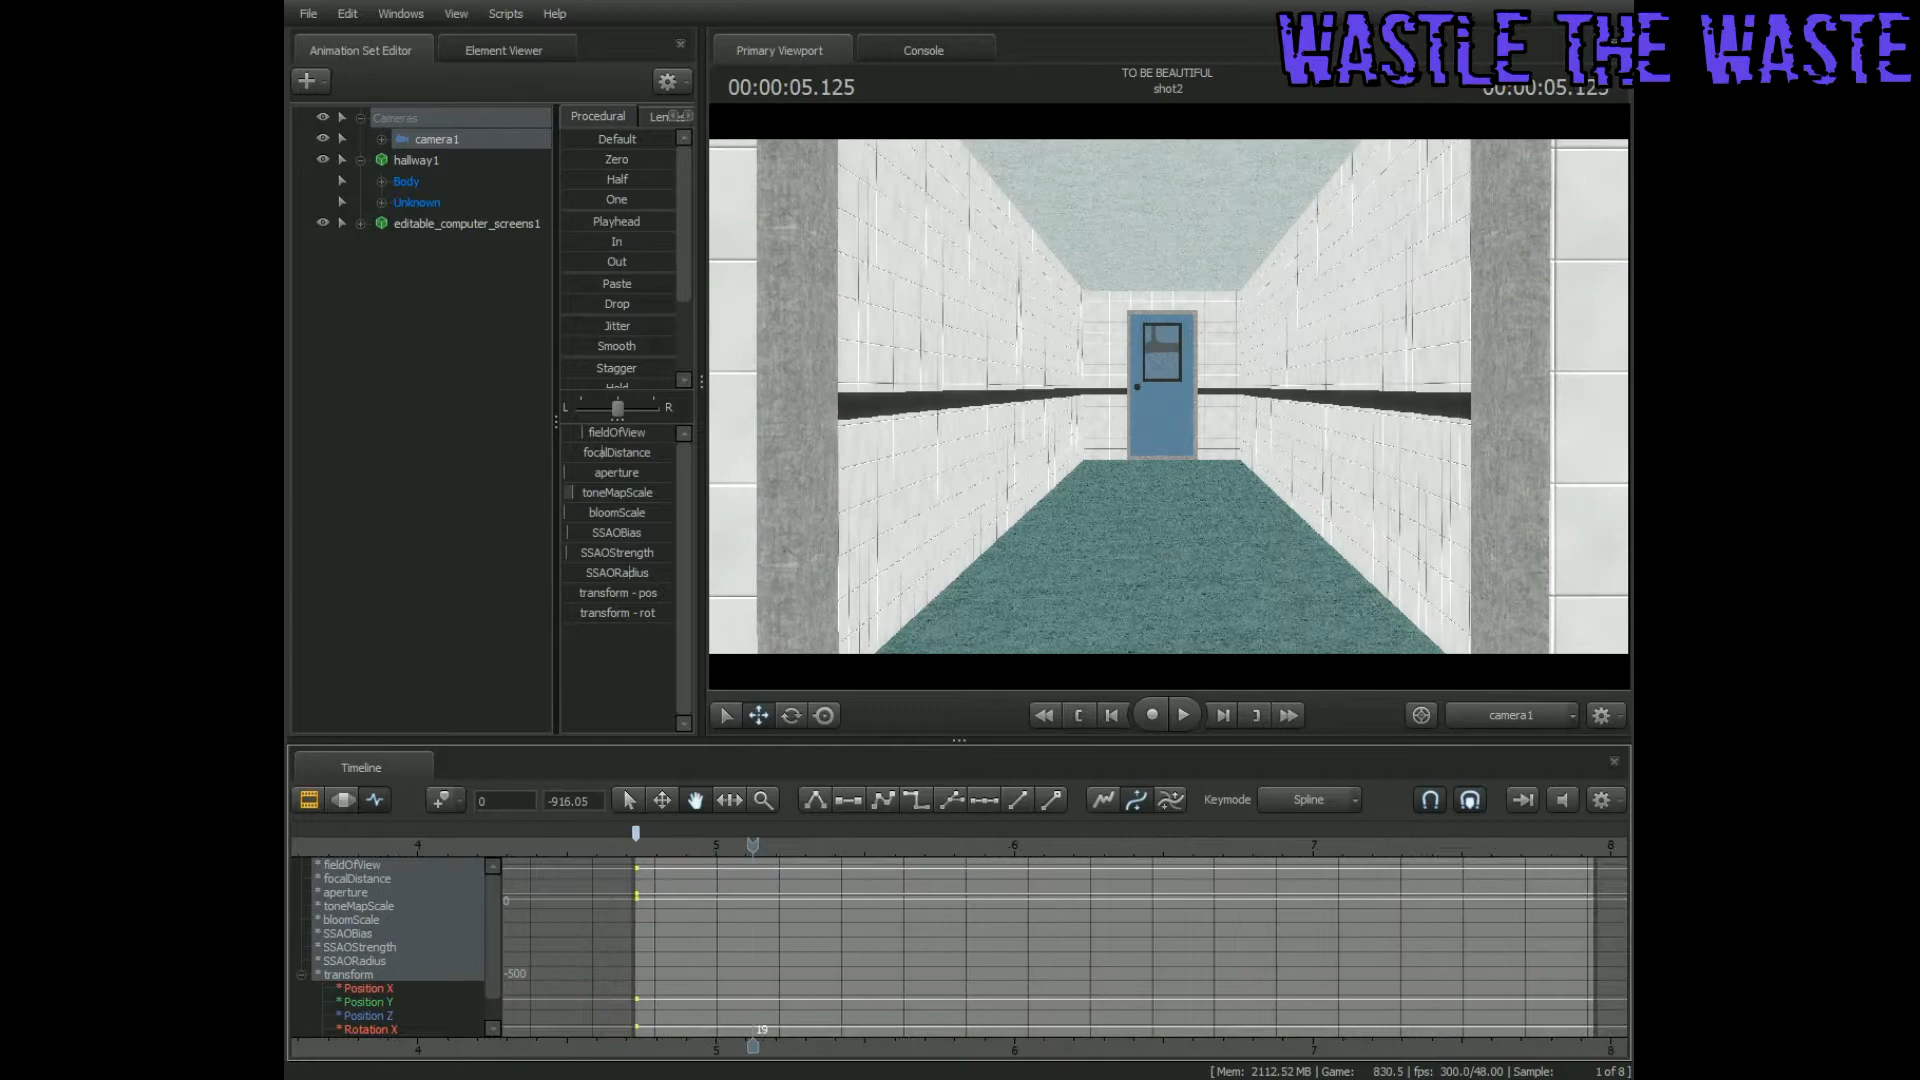 File Edit Windows View Scripts Help
WASTLE THE WASTE
Animation Set Editor Element Viewer
Primary Viewport Console
00:00:05.125
TO BE BEAUTIFUL
shot2
00:00:05.125
Cameras
camera1
hallway1
Body
Unknown
editable_computer_screens1
Procedural
Default
Zero
Half
One
Playhead
In
Out
Paste
Drop
Jitter
Smooth
Stagger
Hold
L R
fieldOfView
focalDistance
aperture
toneMapScale
bloomScale
SSAOBias
SSAOStrength
SSAORadius
transform - pos
transform - rot
camera1
Timeline
0 -916.05
Keymode Spline
4 5 6 7 8
fieldOfView
focalDistance
aperture
toneMapScale
bloomScale
SSAOBias
SSAOStrength
SSAORadius
transform
Position X
Position Y
Position Z
Rotation X
0
-500
19
4 5 6 7 8
[ Mem: 2112.52 MB | Game: 830.5 | fps: 300.0/48.00 | Sample: 1 of 8 ]